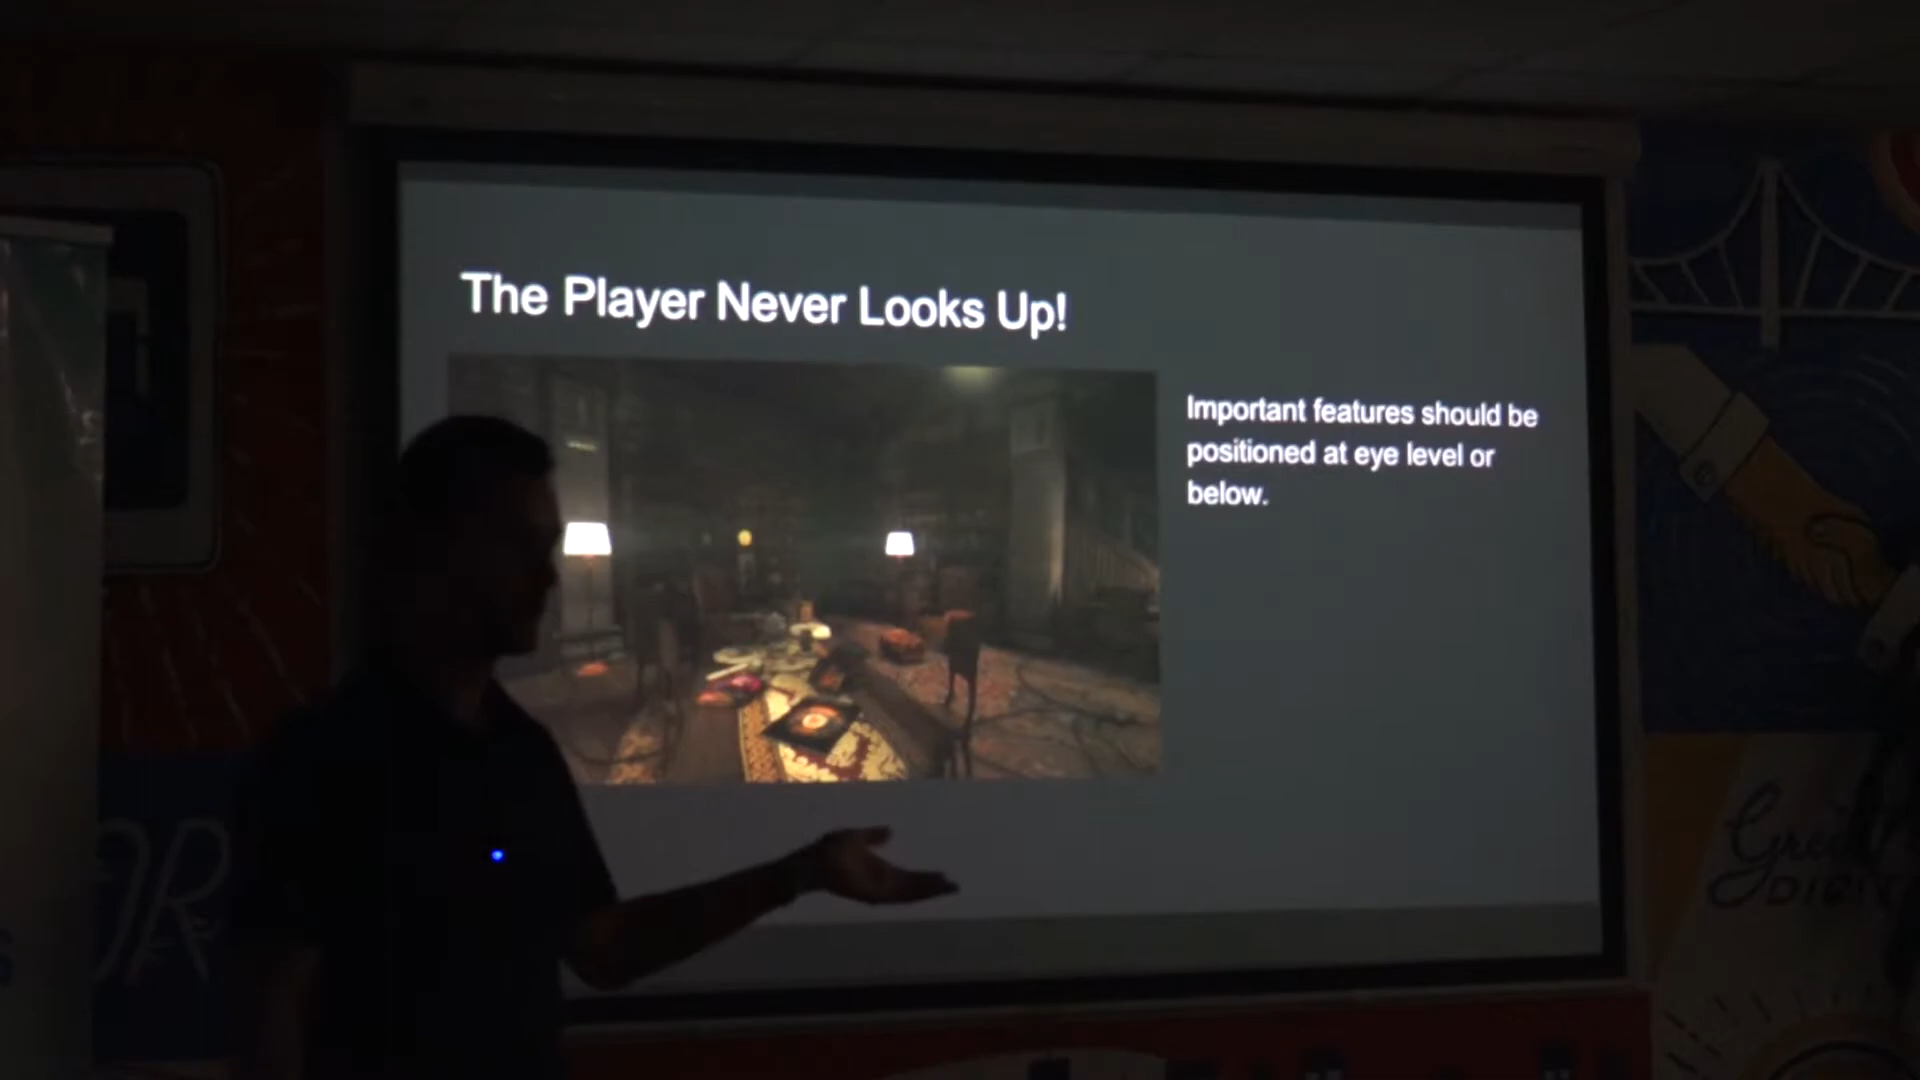 The Player Never Looks Up!
Important features should be
positioned at eye level or
below.